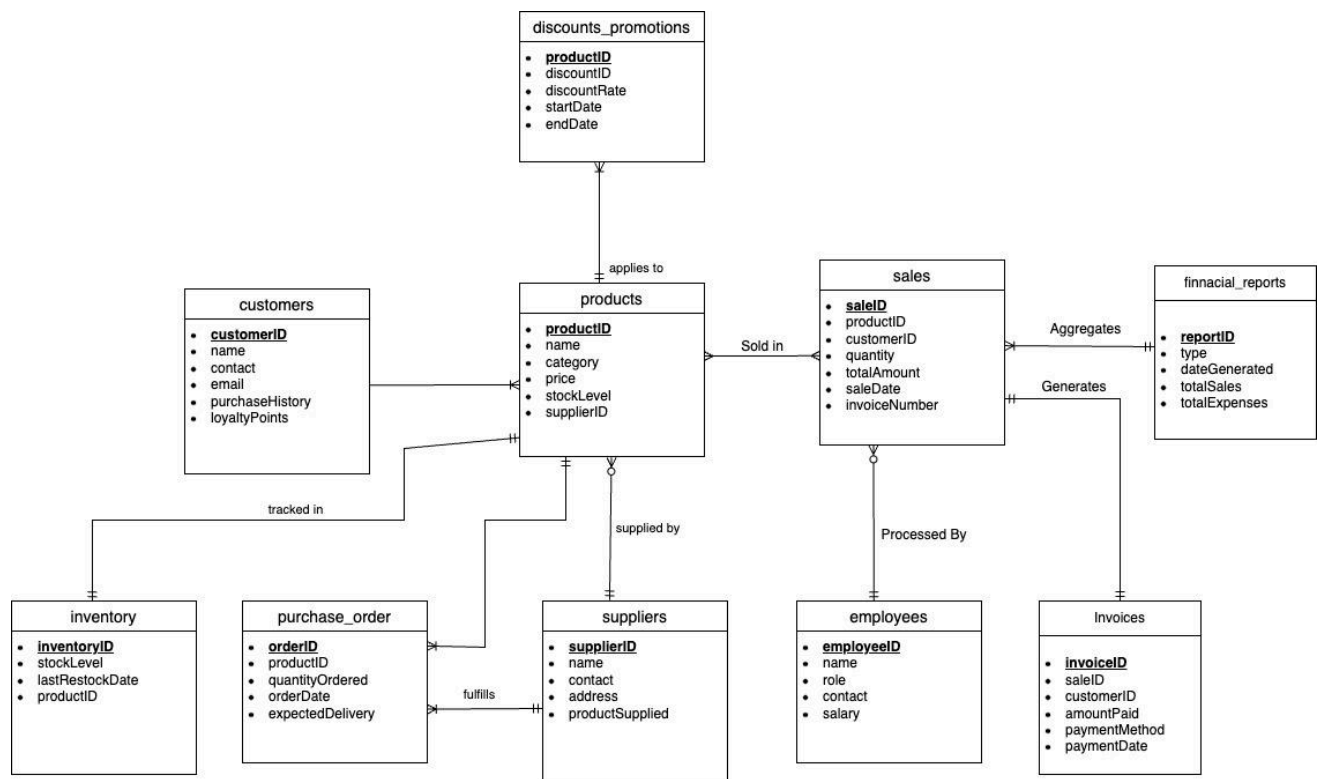 discounts_promotions
productID
discountID
discountRate
startDate
endDate
applies to
customers
customerID
name
contact
email
purchaseHistory
loyaltyPoints
products
productID
name
category
price
stockLevel
supplierID
Sold in
sales
saleID
productID
customerID
quantity
totalAmount
saleDate
invoiceNumber
Aggregates
Generates
finnacial_reports
reportID
type
dateGenerated
totalSales
totalExpenses
tracked in
supplied by
Processed By
inventory
inventoryID
stockLevel
lastRestockDate
productID
purchase_order
orderID
productID
quantityOrdered
orderDate
expectedDelivery
fulfills
suppliers
supplierID
name
contact
address
productSupplied
employees
employeeID
name
role
contact
salary
Invoices
invoiceID
saleID
customerID
amountPaid
paymentMethod
paymentDate